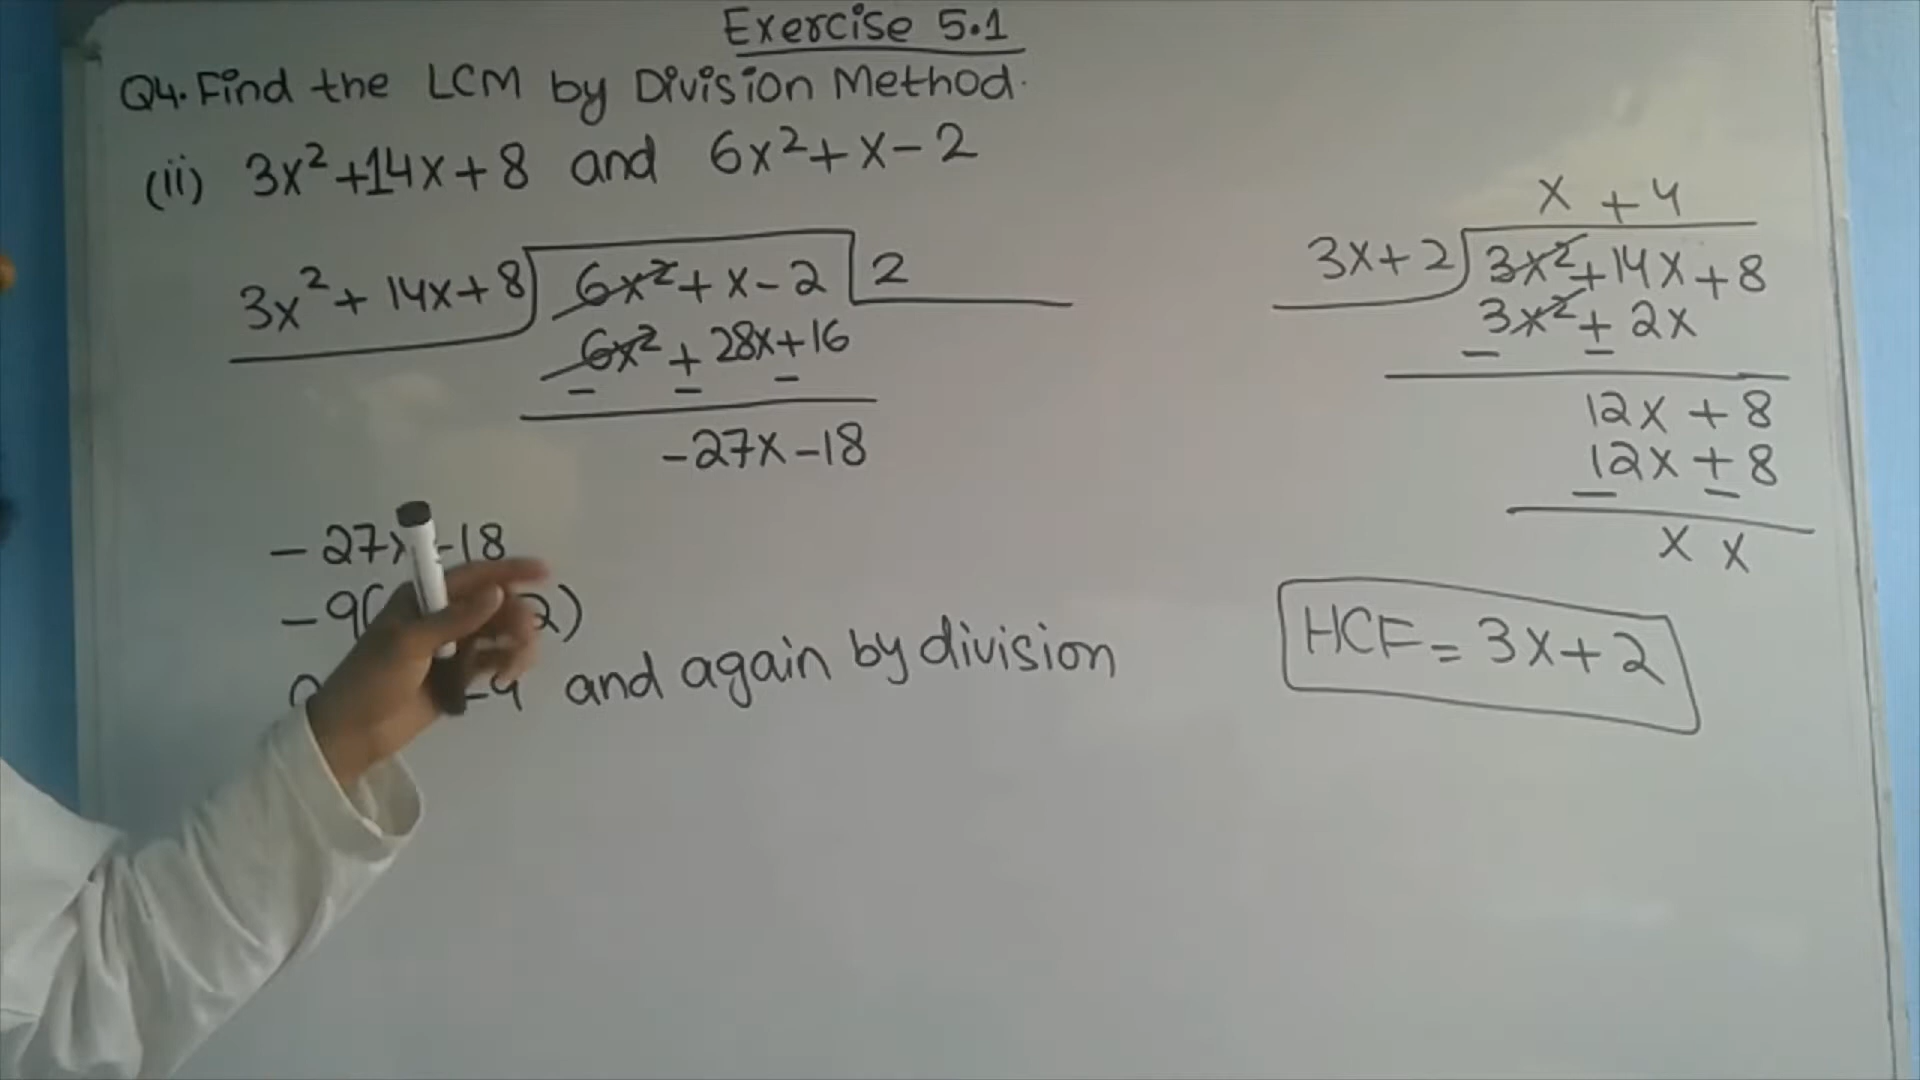 Exercise 5.1
Q4. Find the LCM by Division Method.
(ii) 3x²+14x+8 and 6x²+x-2
3x²+14x+8) 6x²+x-2 | 2
6x²+28x+16
- - -
-27x-18
-27x-18
-9( 2)
and again by division
x + 4
3x+2) 3x²+14x+8
3x²+2x
- -
12x+8
12x+8
- -
x x
HCF = 3x+2